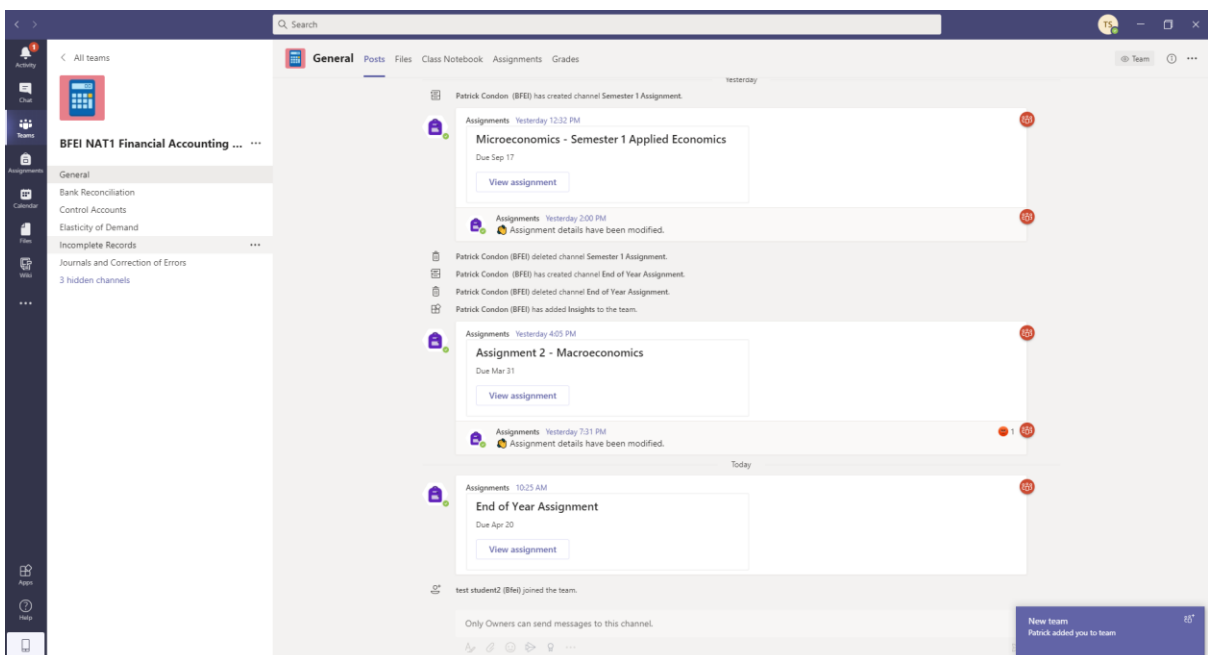 Search
TS
1
Activity
Chat
Teams
Assignments
Calendar
Files
Wiki
Apps
Help
All teams
BFEI NAT1 Financial Accounting ... ...
General
Bank Reconciliation
Control Accounts
Elasticity of Demand
Incomplete Records ...
Journals and Correction of Errors
3 hidden channels
General Posts Files Class Notebook Assignments Grades
Team
Yesterday
Patrick Condon (BFEI) has created channel Semester 1 Assignment.
Assignments Yesterday 12:32 PM
Microeconomics - Semester 1 Applied Economics
Due Sep 17
View assignment
Assignments Yesterday 2:00 PM
Assignment details have been modified.
Patrick Condon (BFEI) deleted channel Semester 1 Assignment.
Patrick Condon (BFEI) has created channel End of Year Assignment.
Patrick Condon (BFEI) deleted channel End of Year Assignment.
Patrick Condon (BFEI) has added Insights to the team.
Assignments Yesterday 4:05 PM
Assignment 2 - Macroeconomics
Due Mar 31
View assignment
Assignments Yesterday 7:31 PM
Assignment details have been modified.
1
Today
Assignments 10:25 AM
End of Year Assignment
Due Apr 20
View assignment
test student2 (Bfei) joined the team.
Only Owners can send messages to this channel.
New team
Patrick added you to team